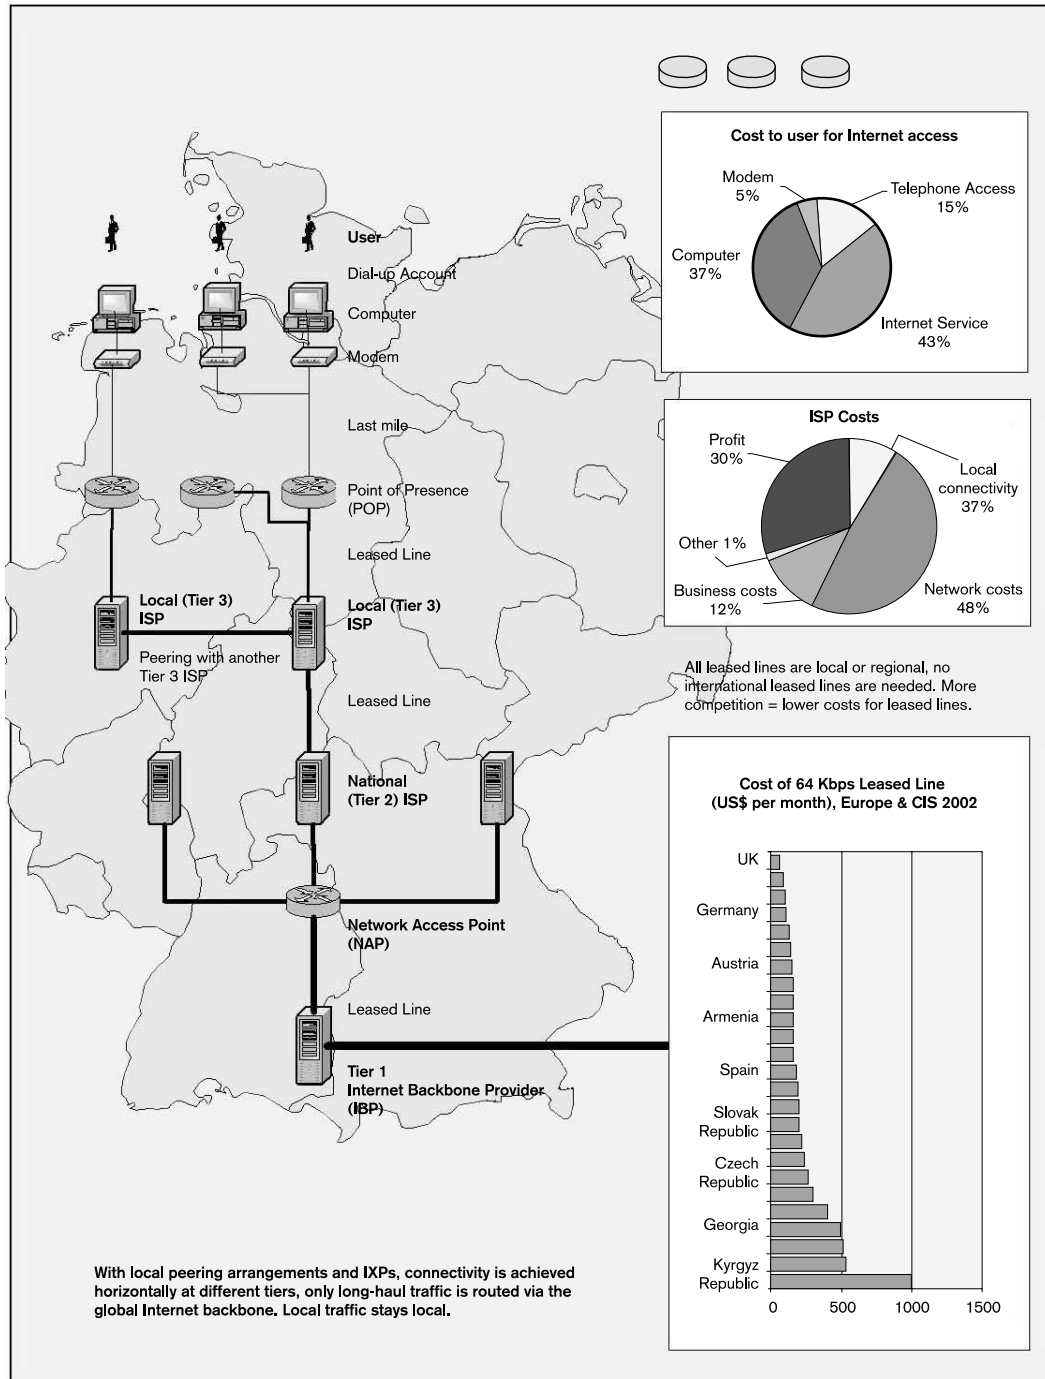 Cost to user for Internet access
Modem
5%
Telephone Access
15%
Computer
37%
Internet Service
43%
User
Dial-up Account
Computer
Modem
Last mile
Point of Presence
(POP)
Leased Line
Local (Tier 3)
ISP
Local (Tier 3)
ISP
Peering with another
Tier 3 ISP
Leased Line
National
(Tier 2) ISP
Network Access Point
(NAP)
Leased Line
Tier 1
Internet Backbone Provider
(IBP)
ISP Costs
Profit
30%
Local
connectivity
37%
Other 1%
Business costs
12%
Network costs
48%
All leased lines are local or regional, no
international leased lines are needed. More
competition = lower costs for leased lines.
Cost of 64 Kbps Leased Line
(US$ per month), Europe & CIS 2002
UK
Germany
Austria
Armenia
Spain
Slovak
Republic
Czech
Republic
Georgia
Kyrgyz
Republic
0 500 1000 1500
With local peering arrangements and IXPs, connectivity is achieved
horizontally at different tiers, only long-haul traffic is routed via the
global Internet backbone. Local traffic stays local.